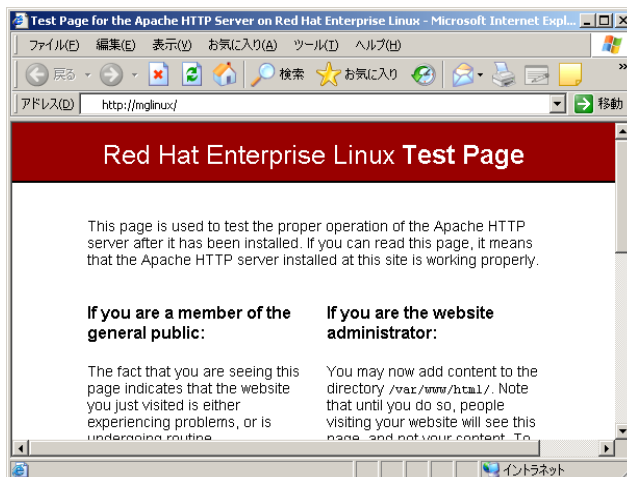 Test Page for the Apache HTTP Server on Red Hat Enterprise Linux - Microsoft Internet Expl...
ファイル(F) 編集(E) 表示(V) お気に入り(A) ツール(T) ヘルプ(H)
戻る 検索 お気に入り »
アドレス(D) http://mglinux/ 移動
Red Hat Enterprise Linux Test Page
This page is used to test the proper operation of the Apache HTTP
server after it has been installed. If you can read this page, it means
that the Apache HTTP server installed at this site is working properly.
If you are a member of the
general public:
The fact that you are seeing this
page indicates that the website
you just visited is either
experiencing problems, or is
undergoing routine
If you are the website
administrator:
You may now add content to the
directory /var/www/html/. Note
that until you do so, people
visiting your website will see this
page, and not your content. To
イントラネット